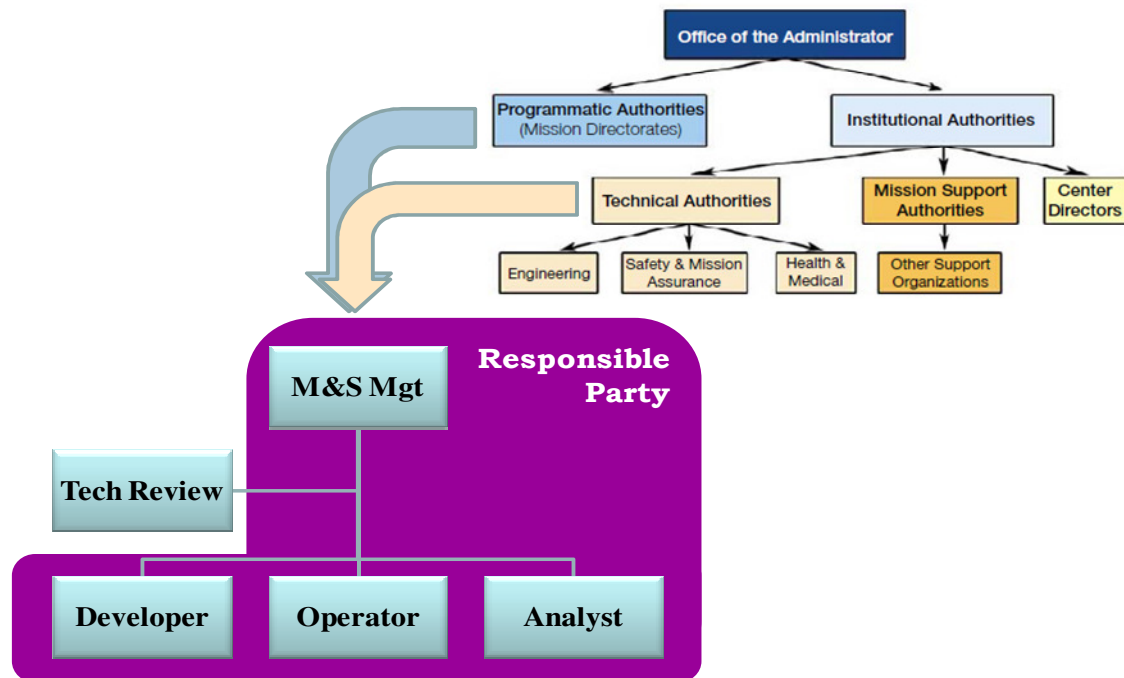 Office of the Administrator
Programmatic Authorities
(Mission Directorates)
Institutional Authorities
Technical Authorities
Mission Support
Authorities
Center
Directors
Engineering
Safety & Mission
Assurance
Health &
Medical
Other Support
Organizations
Responsible
Party
M&S Mgt
Tech Review
Developer
Operator
Analyst